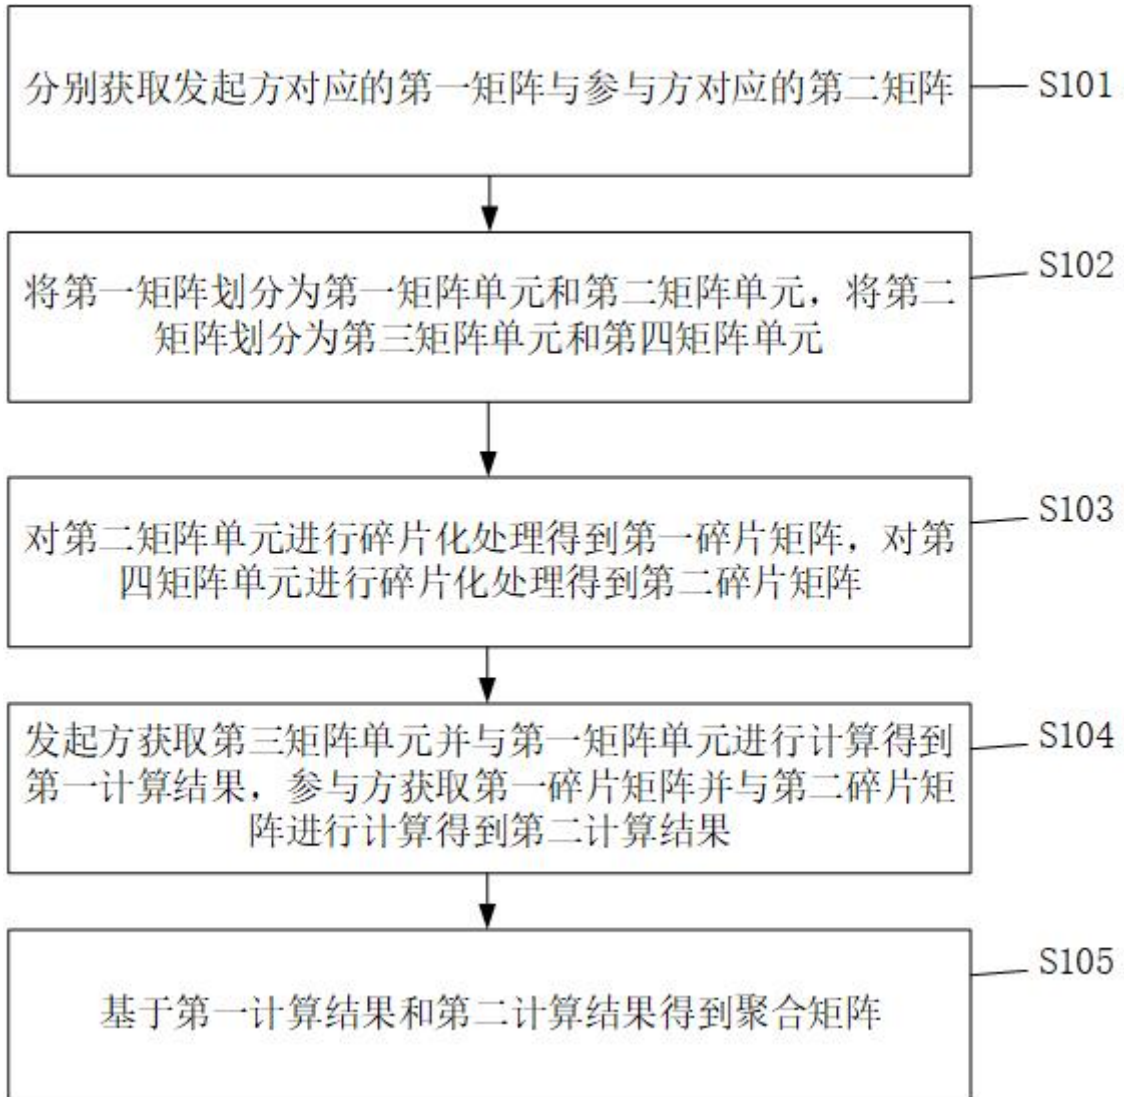 分别获取发起方对应的第一矩阵与参与方对应的第二矩阵
S101
将第一矩阵划分为第一矩阵单元和第二矩阵单元，将第二
矩阵划分为第三矩阵单元和第四矩阵单元
S102
对第二矩阵单元进行碎片化处理得到第一碎片矩阵，对第
四矩阵单元进行碎片化处理得到第二碎片矩阵
S103
发起方获取第三矩阵单元并与第一矩阵单元进行计算得到
第一计算结果，参与方获取第一碎片矩阵并与第二碎片矩
阵进行计算得到第二计算结果
S104
基于第一计算结果和第二计算结果得到聚合矩阵
S105